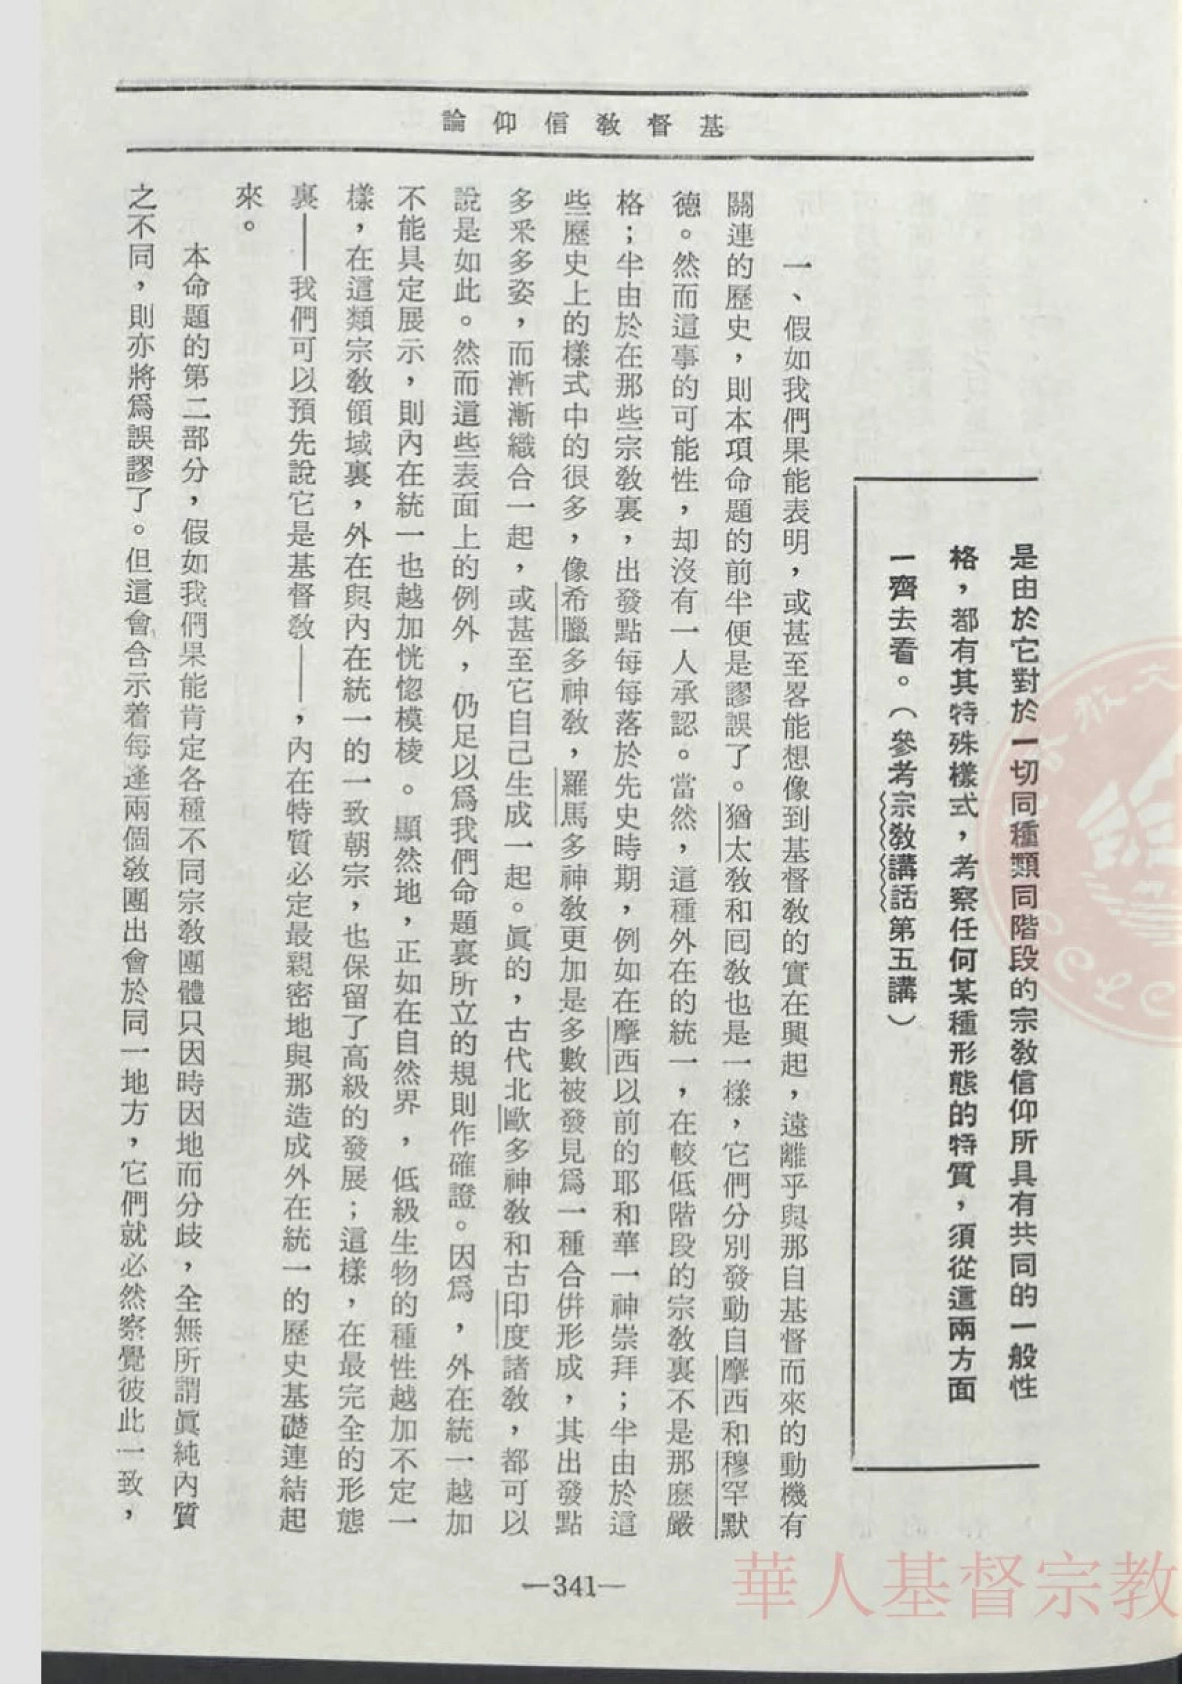 基督敎信仰論
是由於它對於一切同種類同階段的宗敎信仰所具有共同的一般性
格，都有其特殊樣式，考察任何某種形態的特質，須從這兩方面
一齊去看。（參考宗敎講話第五講）
一、假如我們果能表明，或甚至畧能想像到基督敎的實在興起，遠離乎與那自基督而來的動機有
關連的歷史，則本項命題的前半便是謬誤了。猶太敎和回敎也是一樣，它們分別發動自摩西和穆罕默
德。然而這事的可能性，却沒有一人承認。當然，這種外在的統一，在較低階段的宗敎裏不是那麽嚴
格；半由於在那些宗敎裏，出發點每每落於先史時期，例如在摩西以前的耶和華一神崇拜；半由於這
些歷史上的樣式中的很多，像希臘多神敎，羅馬多神敎更加是多數被發見爲一種合併形成，其出發點
多釆多姿，而漸漸織合一起，或甚至它自己生成一起。眞的，古代北歐多神敎和古印度諸敎，都可以
說是如此。然而這些表面上的例外，仍足以爲我們命題裏所立的規則作確證。因爲，外在統一越加
不能具定展示，則內在統一也越加恍惚模棱。顯然地，正如在自然界，低級生物的種性越加不定一
樣，在這類宗敎領域裏，外在與內在統一的一致朝宗，也保留了高級的發展；這樣，在最完全的形態
裏——我們可以預先說它是基督敎——，內在特質必定最親密地與那造成外在統一的歷史基礎連結起
來。
本命題的第二部分，假如我們果能肯定各種不同宗敎團體只因時因地而分歧，全無所謂眞純內質
之不同，則亦將爲誤謬了。但這會含示着每逢兩個敎團出會於同一地方，它們就必然察覺彼此一致，
—341—
華人基督宗教